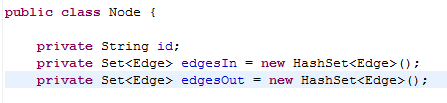 public class Node {
private String id;
private Set<Edge> edgesIn = new HashSet<Edge>();
private Set<Edge> edgesOut = new HashSet<Edge>();